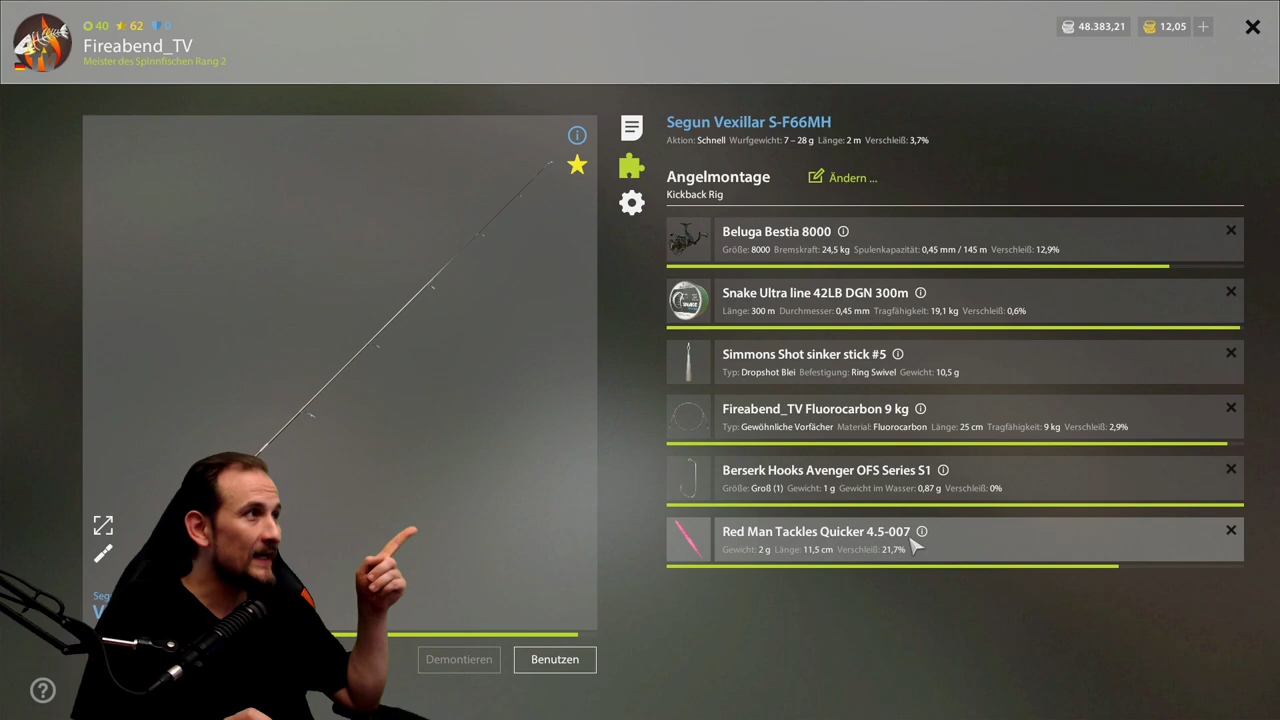 40 62 0
Fireabend_TV
Meister des Spinnfischen Rang 2
48.383,21 12,05 +
Segun Vexillar S-F66MH
Aktion: Schnell Wurfgewicht: 7 – 28 g Länge: 2 m Verschleiß: 3,7%
Angelmontage Ändern ...
Kickback Rig
Beluga Bestia 8000
Größe: 8000 Bremskraft: 24,5 kg Spulenkapazität: 0,45 mm / 145 m Verschleiß: 12,9%
Snake Ultra line 42LB DGN 300m
Länge: 300 m Durchmesser: 0,45 mm Tragfähigkeit: 19,1 kg Verschleiß: 0,6%
Simmons Shot sinker stick #5
Typ: Dropshot Blei Befestigung: Ring Swivel Gewicht: 10,5 g
Fireabend_TV Fluorocarbon 9 kg
Typ: Gewöhnliche Vorfächer Material: Fluorocarbon Länge: 25 cm Tragfähigkeit: 9 kg Verschleiß: 2,9%
Berserk Hooks Avenger OFS Series S1
Größe: Groß (1) Gewicht: 1 g Gewicht im Wasser: 0,87 g Verschleiß: 0%
Red Man Tackles Quicker 4.5-007
Gewicht: 2 g Länge: 11,5 cm Verschleiß: 21,7%
Seg
V
Demontieren Benutzen
?